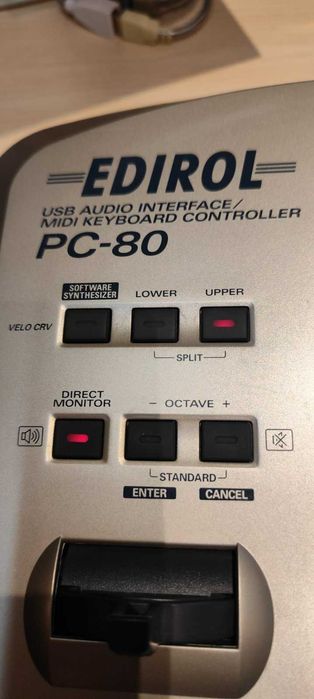 EDIROL
USB AUDIO INTERFACE/
MIDI KEYBOARD CONTROLLER
PC-80
SOFTWARE
SYNTHESIZER
LOWER
UPPER
VELO CRV
SPLIT
DIRECT
MONITOR
- OCTAVE +
STANDARD
ENTER
CANCEL